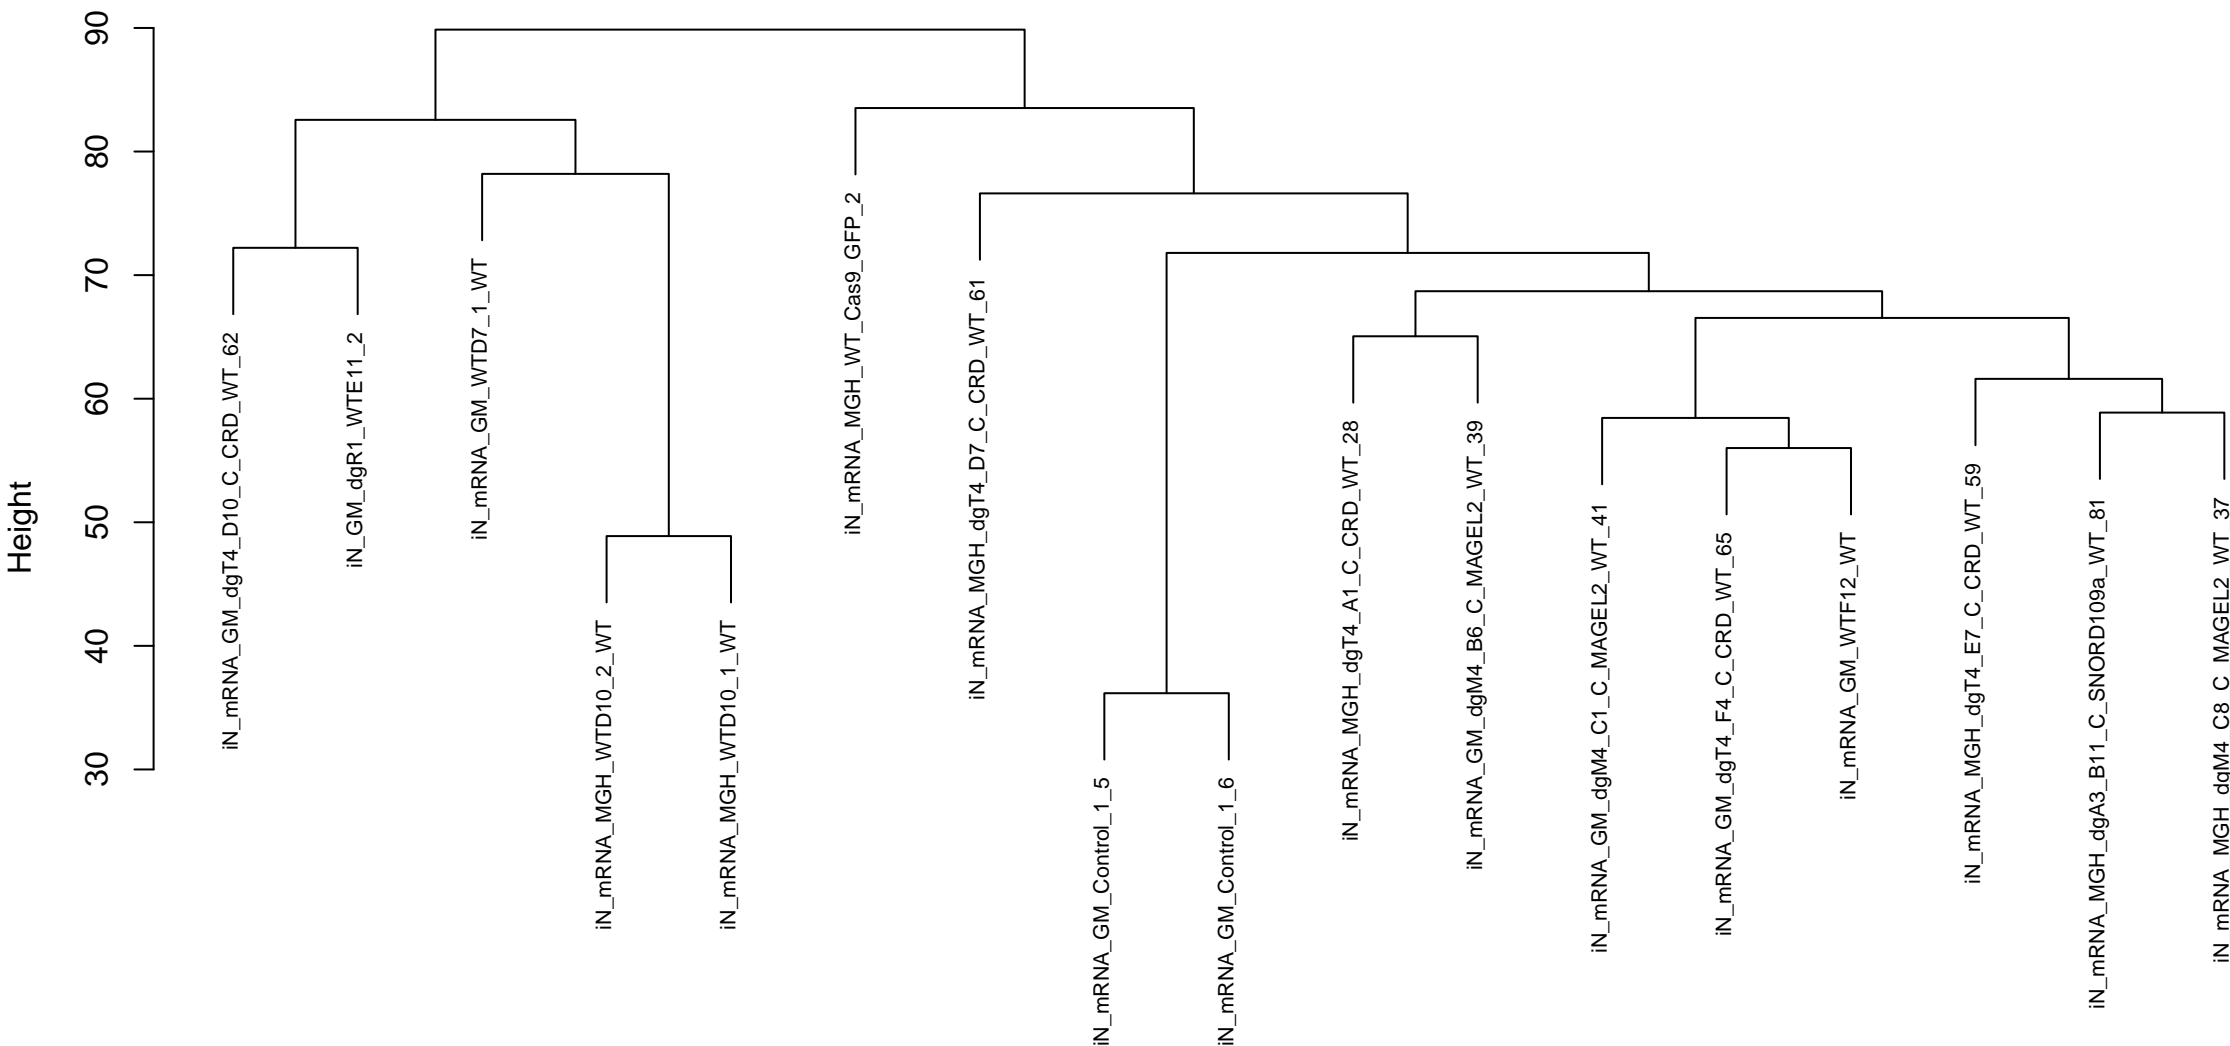 Height
90
80
70
60
50
40
30
iN_mRNA_GM_dgT4_D10_C_CRD_WT_62
iN_GM_dgR1_WTE11_2
iN_mRNA_GM_WTD7_1_WT
iN_mRNA_MGH_WTD10_2_WT
iN_mRNA_MGH_WTD10_1_WT
iN_mRNA_MGH_WT_Cas9_GFP_2
iN_mRNA_MGH_dgT4_D7_C_CRD_WT_61
iN_mRNA_GM_Control_1_5
iN_mRNA_GM_Control_1_6
iN_mRNA_MGH_dgT4_A1_C_CRD_WT_28
iN_mRNA_GM_dgM4_B6_C_MAGEL2_WT_39
iN_mRNA_GM_dgM4_C1_C_MAGEL2_WT_41
iN_mRNA_GM_dgT4_F4_C_CRD_WT_65
iN_mRNA_GM_WTF12_WT
iN_mRNA_MGH_dgT4_E7_C_CRD_WT_59
iN_mRNA_MGH_dgA3_B11_C_SNORD109a_WT_81
iN_mRNA_MGH_dgM4_C8_C_MAGEL2_WT_37